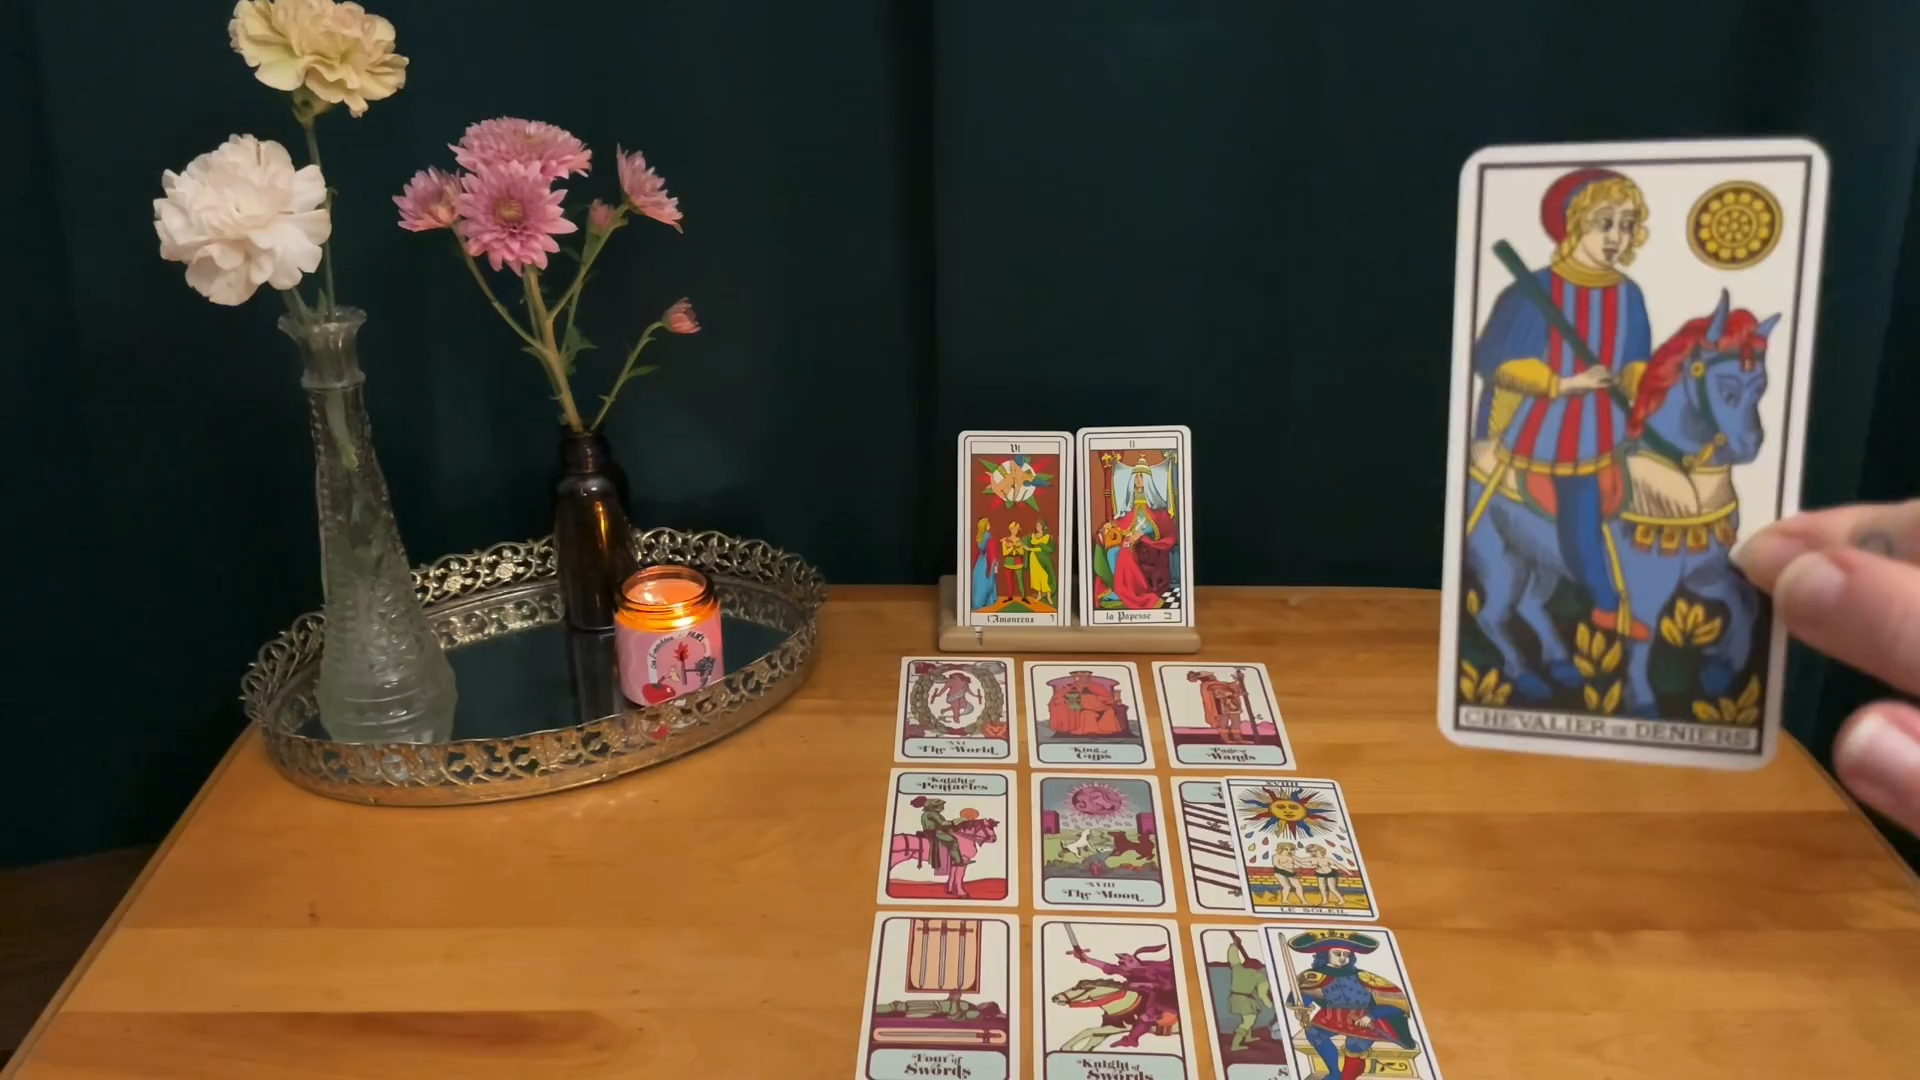 VI
l'Amoureux
II
la Papesse
CHEVALIER DE DENIERS
XXI
The World
King of
Cups
Page of
Wands
Knight of
Pentacles
XVIII
The Moon
XVIIII
LE SOLEIL
Four of
Swords
Knight of
Swords